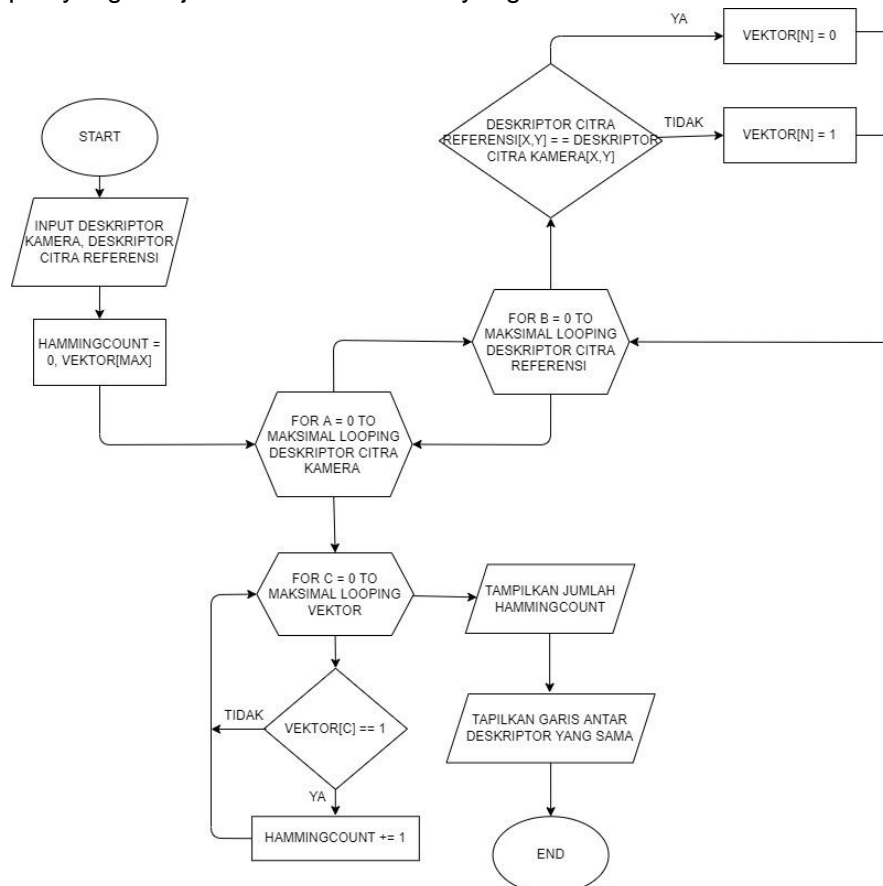 YA
VEKTOR[N] = 0
DESKRIPTOR CITRA
REFERENSI[X,Y] = = DESKRIPTOR
CITRA KAMERA[X,Y]
TIDAK
VEKTOR[N] = 1
START
INPUT DESKRIPTOR
KAMERA, DESKRIPTOR
CITRA REFERENSI
HAMMINGCOUNT =
0, VEKTOR[MAX]
FOR B = 0 TO
MAKSIMAL LOOPING
DESKRIPTOR CITRA
REFERENSI
FOR A = 0 TO
MAKSIMAL LOOPING
DESKRIPTOR CITRA
KAMERA
FOR C = 0 TO
MAKSIMAL LOOPING
VEKTOR
TAMPILKAN JUMLAH
HAMMINGCOUNT
TIDAK
VEKTOR[C] == 1
YA
HAMMINGCOUNT += 1
TAPILKAN GARIS ANTAR
DESKRIPTOR YANG SAMA
END